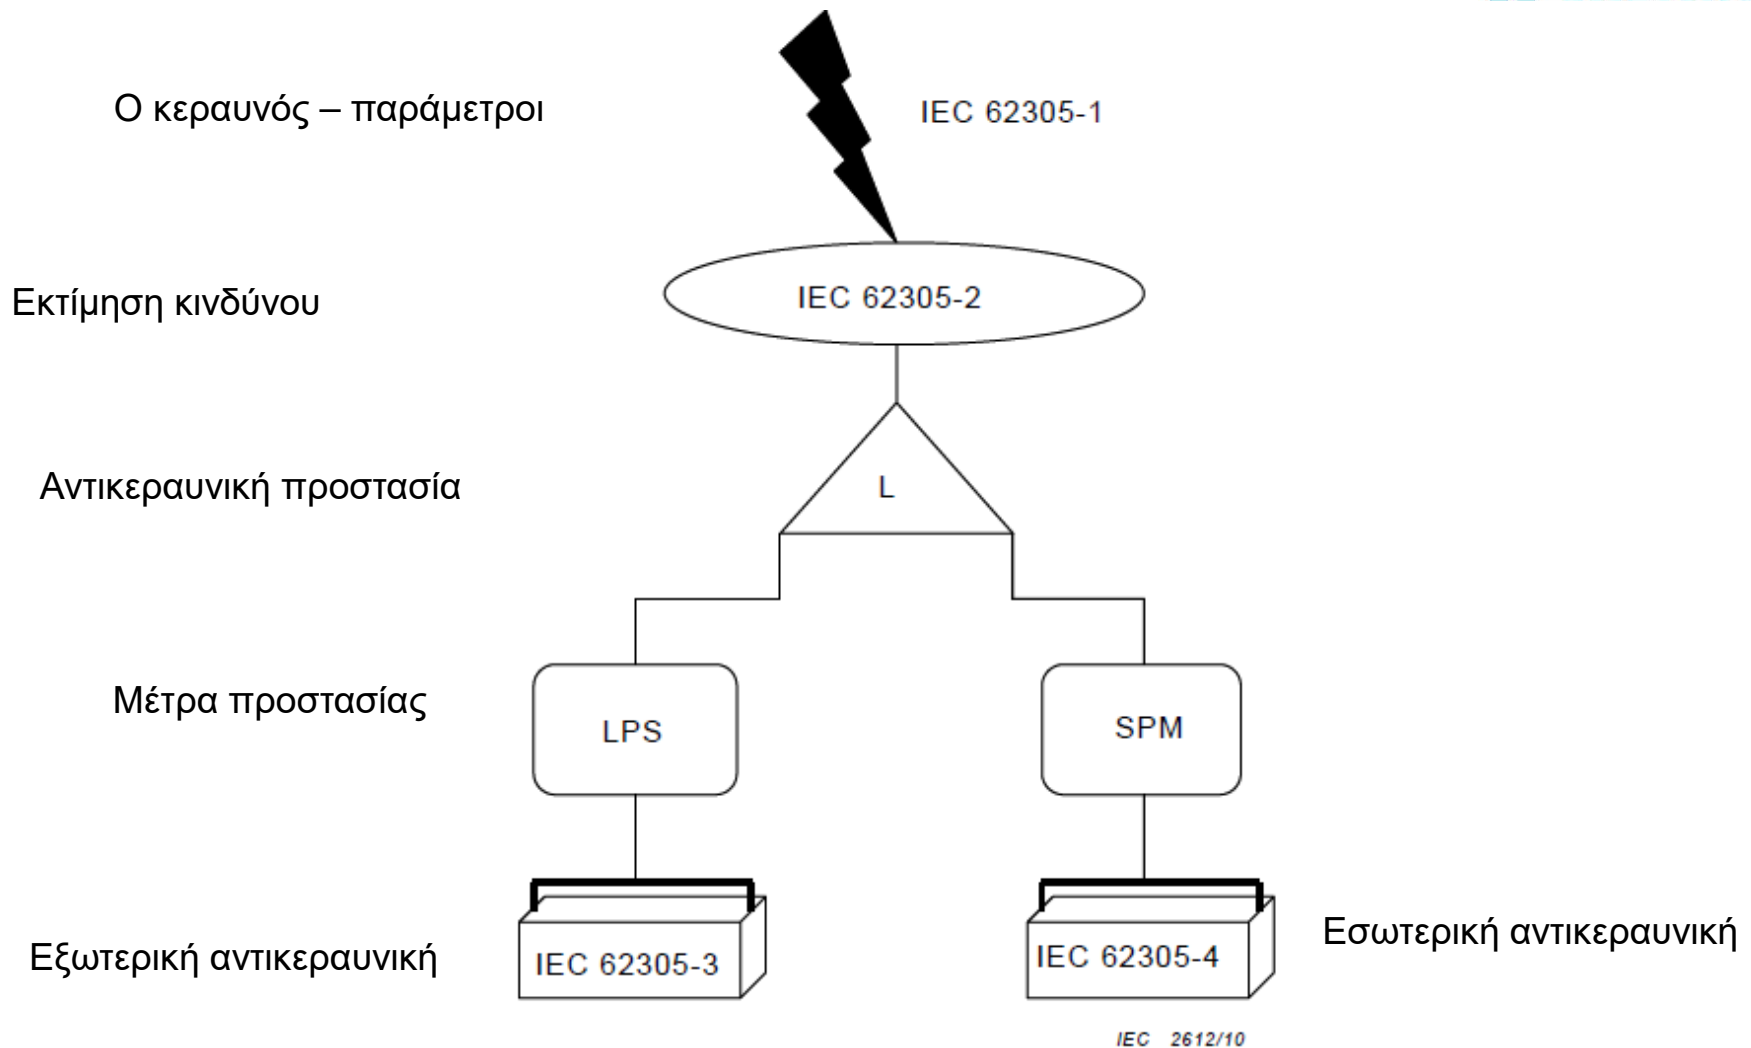 Ο κεραυνός – παράμετροι
IEC 62305-1
Εκτίμηση κινδύνου
IEC 62305-2
Αντικεραυνική προστασία
L
Μέτρα προστασίας
LPS
SPM
Εξωτερική αντικεραυνική
IEC 62305-3
IEC 62305-4
Εσωτερική αντικεραυνική
IEC 2612/10